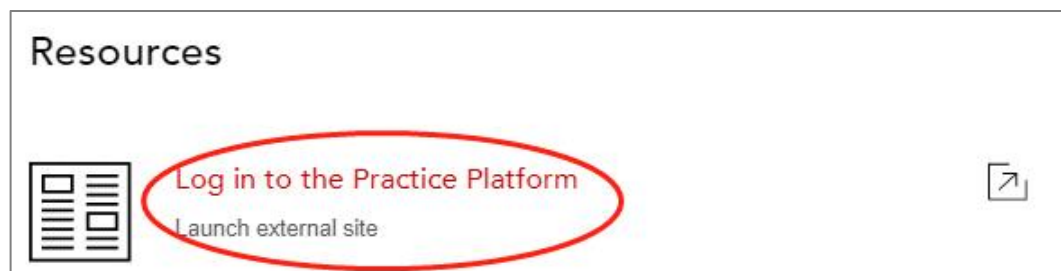 Resources
Log in to the Practice Platform
Launch external site